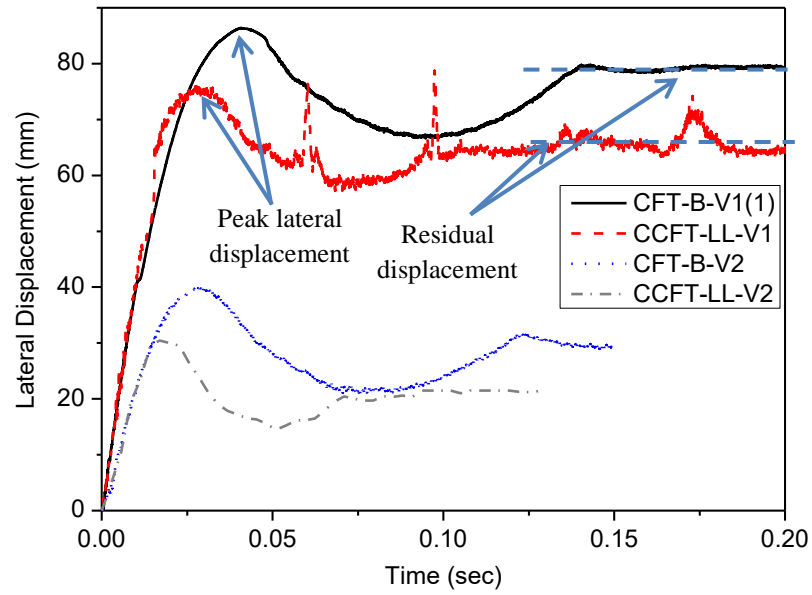 Lateral Displacement (mm)
80
60
40
20
0
Peak lateral
displacement
Residual
displacement
CFT-B-V1(1)
CCFT-LL-V1
CFT-B-V2
CCFT-LL-V2
0.00 0.05 0.10 0.15 0.20
Time (sec)